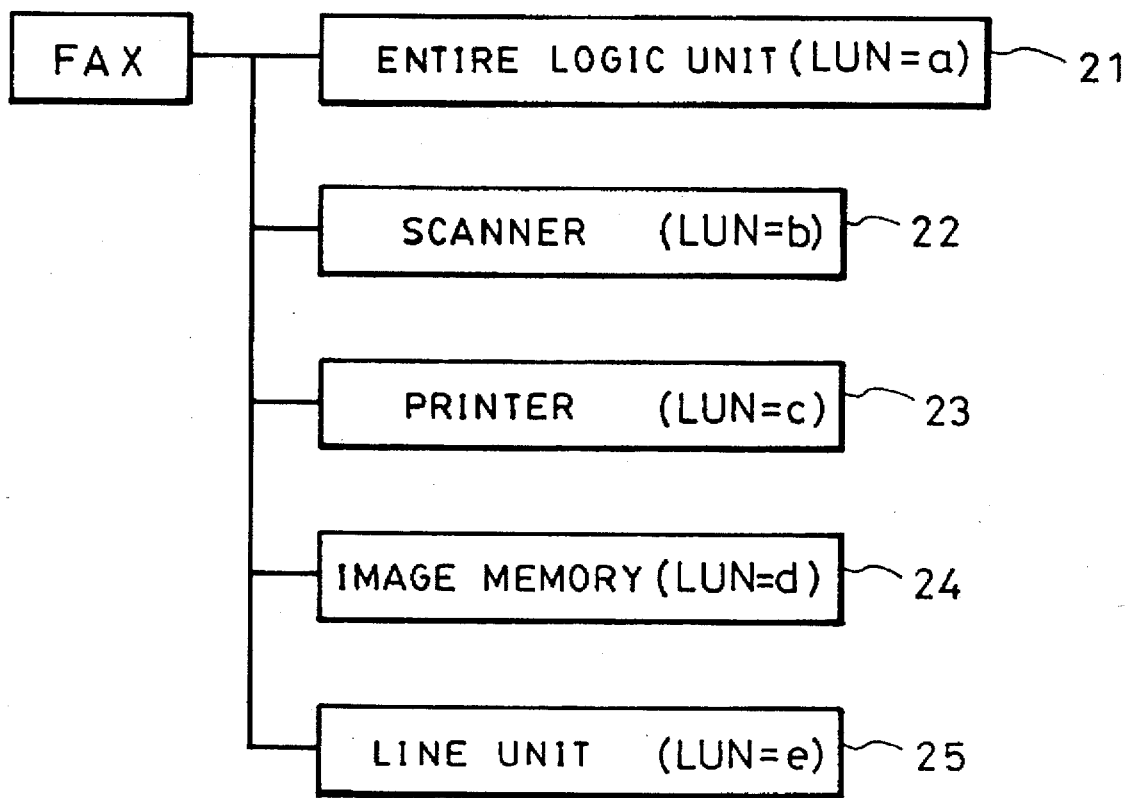 FAX ENTIRE LOGIC UNIT (LUN=a) 21
SCANNER (LUN=b) 22
PRINTER (LUN=c) 23
IMAGE MEMORY (LUN=d) 24
LINE UNIT (LUN=e) 25